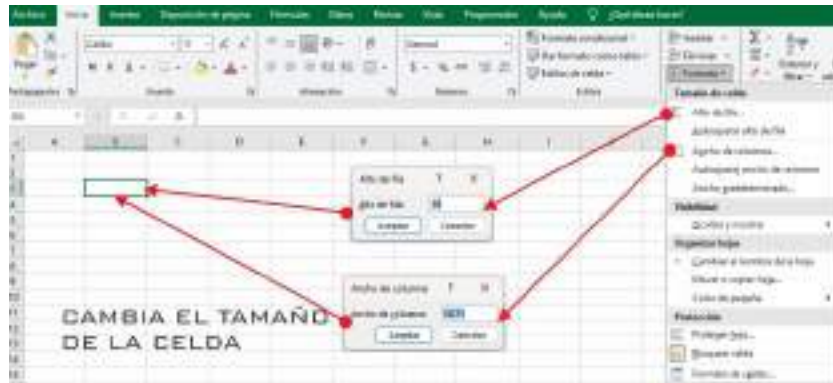 Archivo Inicio Insertar Disposición de página Fórmulas Datos Revisar Vista Programador Ayuda ¿Qué desea hacer?
Formato condicional
Dar formato como tabla
Estilos de celda
Insertar
Eliminar
Formato
Pegar
Calibri
General
Portapapeles Fuente Alineación Número Estilos
Tamaño de celda
Alto de fila...
Autoajustar alto de fila
Ancho de columna...
Autoajustar ancho de columna
Ancho predeterminado...
Visibilidad
Ocultar y mostrar
Organizar hojas
Cambiar el nombre de la hoja
Mover o copiar hoja...
Color de pestaña
Protección
Proteger hoja...
Bloquear celda
Formato de celdas...
A B C D E F G H I
Alto de fila ? X
Alto de fila:
Aceptar Cancelar
Ancho de columna ? X
Ancho de columna:
Aceptar Cancelar
CAMBIA EL TAMAÑO
DE LA CELDA